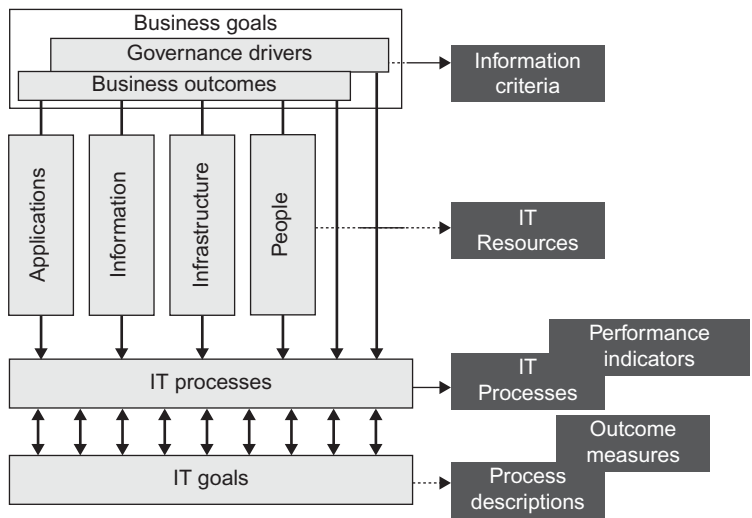 Business goals
Governance drivers
Business outcomes
Information
criteria
Applications
Information
Infrastructure
People
IT
Resources
Performance
indicators
IT processes
IT
Processes
Outcome
measures
IT goals
Process
descriptions